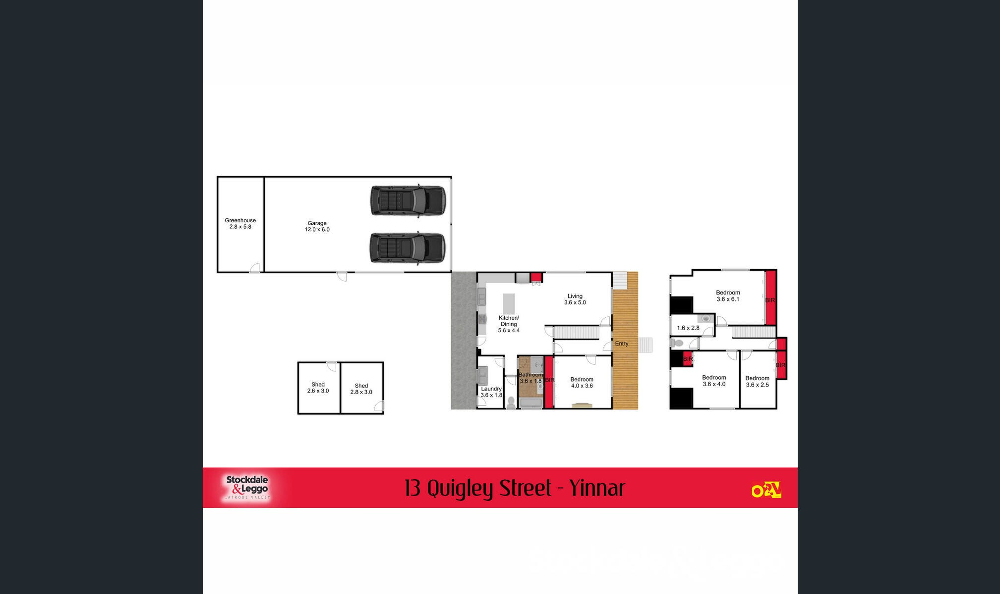 Greenhouse
2.8 x 5.8
Garage
12.0 x 6.0
Shed
2.6 x 3.0
Shed
2.8 x 3.0
Living
3.6 x 5.0
Kitchen/
Dining
5.6 x 4.4
Entry
Laundry
3.6 x 1.8
Bathroom
3.6 x 1.8
BIR
Bedroom
4.0 x 3.6
Bedroom
3.6 x 6.1
BIR
1.6 x 2.8
BIR
Bedroom
3.6 x 4.0
Bedroom
3.6 x 2.5
BIR
Stockdale
&Leggo
LATROBE VALLEY
13 Quigley Street - Yinnar
O2V